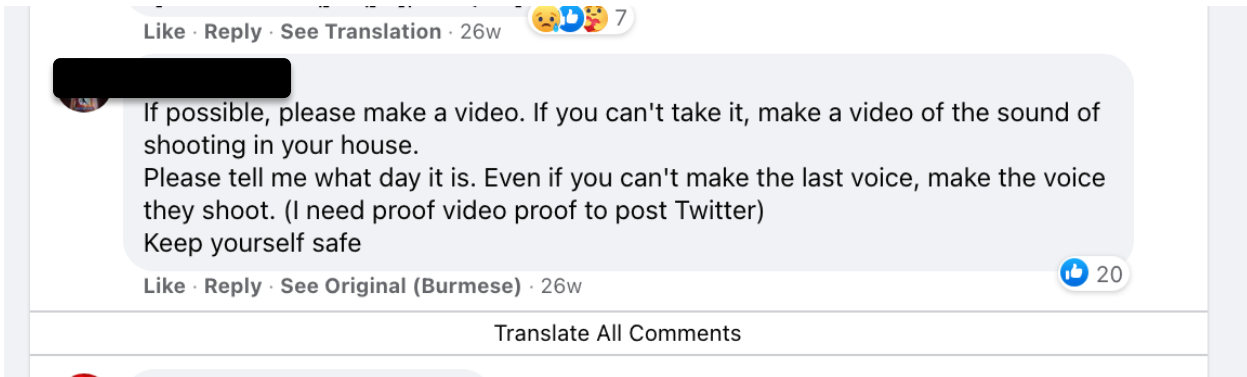 7
Like · Reply · See Translation · 26w
If possible, please make a video. If you can't take it, make a video of the sound of
shooting in your house.
Please tell me what day it is. Even if you can't make the last voice, make the voice
they shoot. (I need proof video proof to post Twitter)
Keep yourself safe
20
Like · Reply · See Original (Burmese) · 26w
Translate All Comments